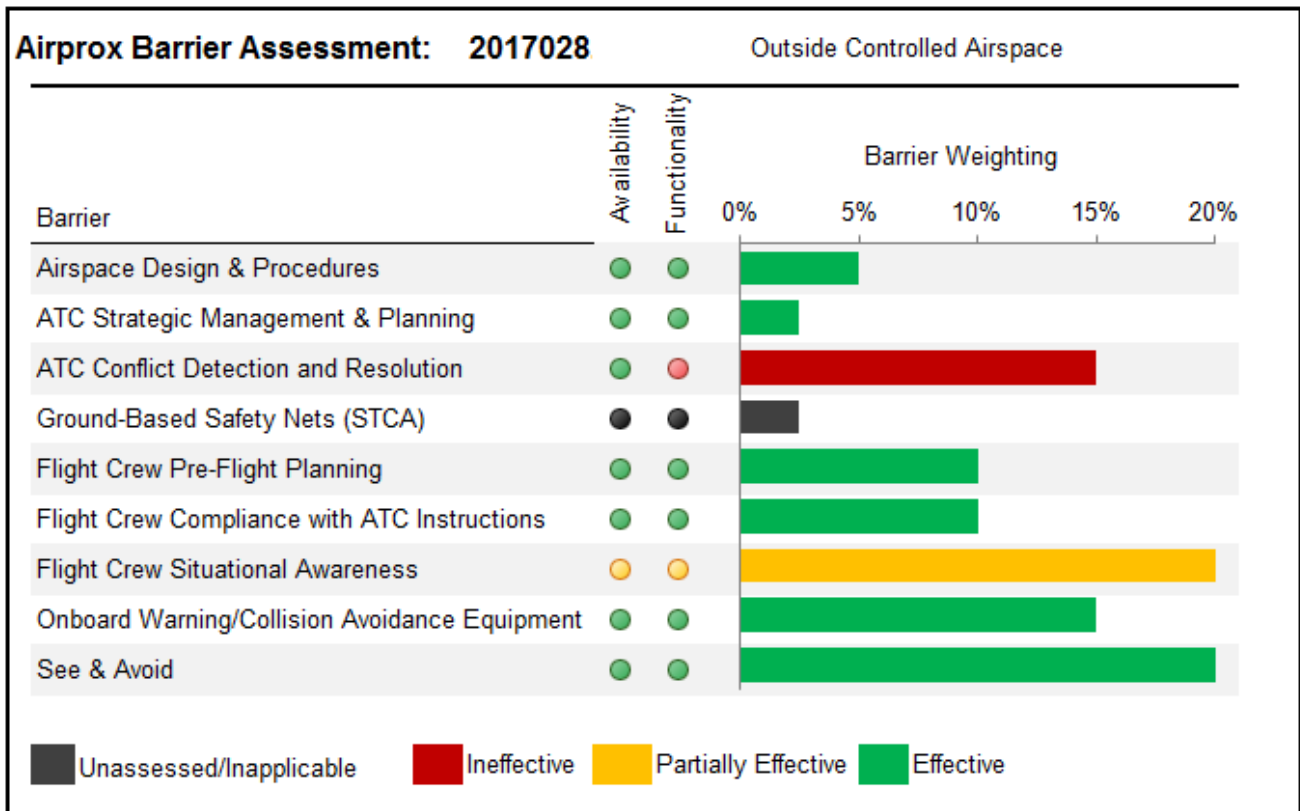 Airprox Barrier Assessment: 2017028
Outside Controlled Airspace
Availability
Functionality
Barrier Weighting
Barrier
0% 5% 10% 15% 20%
Airspace Design & Procedures
ATC Strategic Management & Planning
ATC Conflict Detection and Resolution
Ground-Based Safety Nets (STCA)
Flight Crew Pre-Flight Planning
Flight Crew Compliance with ATC Instructions
Flight Crew Situational Awareness
Onboard Warning/Collision Avoidance Equipment
See & Avoid
Unassessed/Inapplicable
Ineffective
Partially Effective
Effective